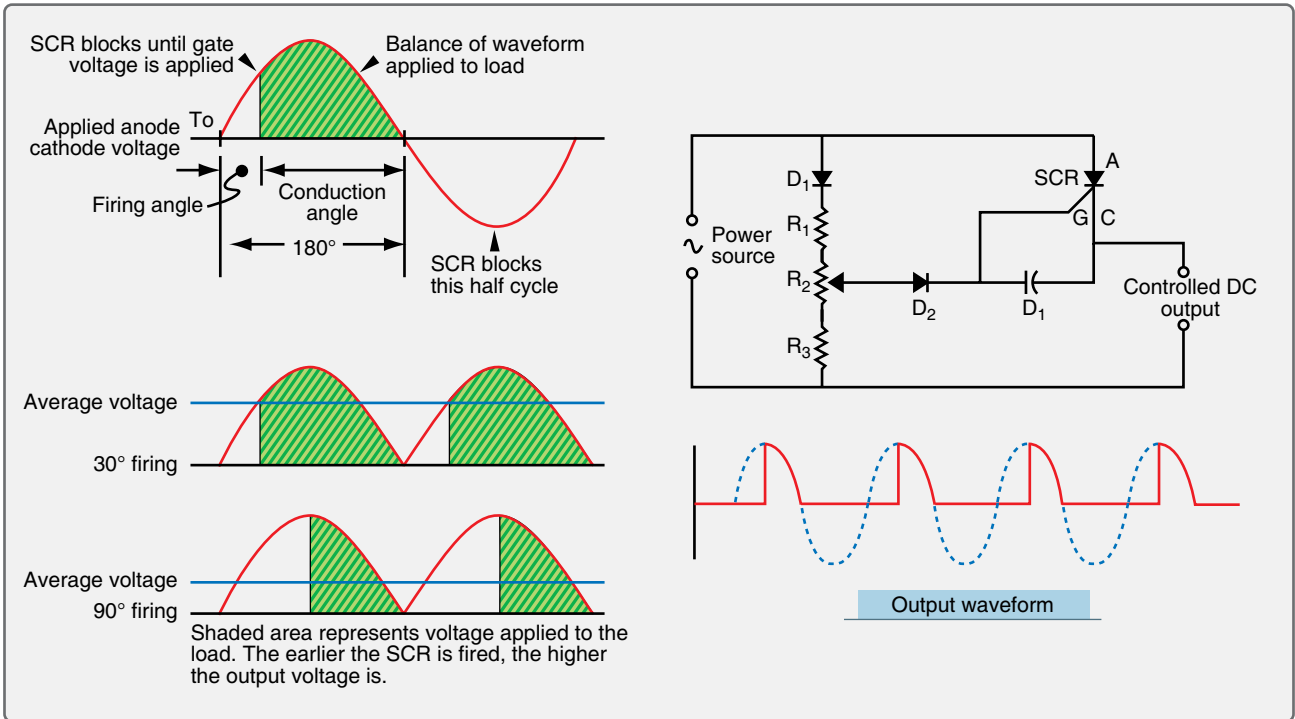 SCR blocks until gate
voltage is applied
Balance of waveform
applied to load
To
Applied anode
cathode voltage
Firing angle
Conduction
angle
180°
SCR blocks
this half cycle
Average voltage
30° firing
Average voltage
90° firing
Shaded area represents voltage applied to the
load. The earlier the SCR is fired, the higher
the output voltage is.
A
D1
SCR
R1
G
C
Power
source
R2
D2
D1
Controlled DC
output
R3
Output waveform